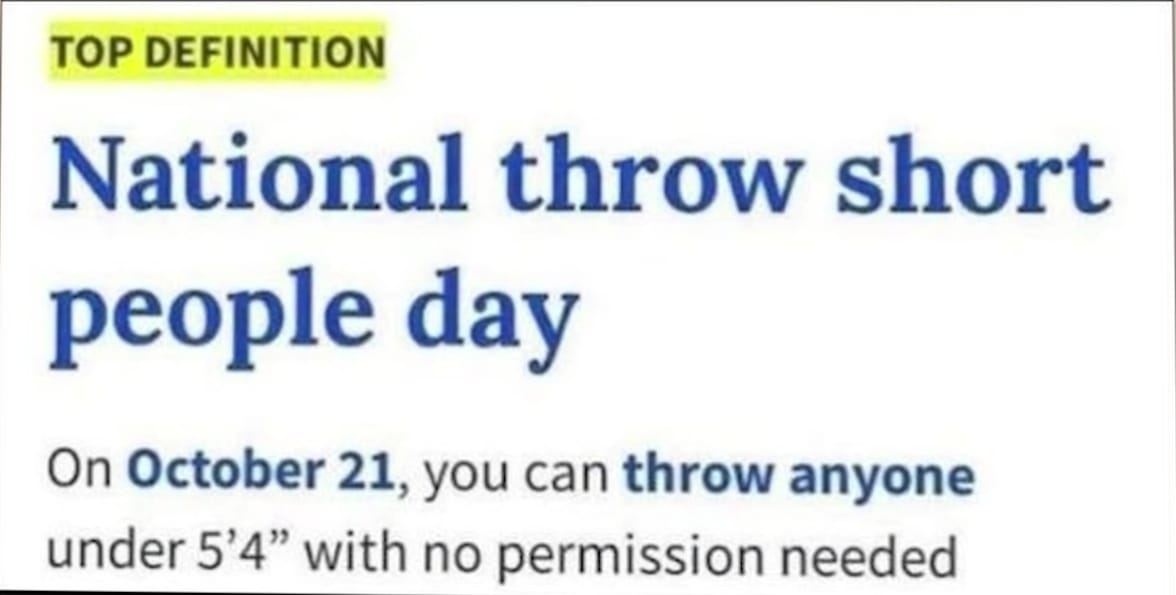 TOP DEFINITION
National throw short
people day
On October 21, you can throw anyone
under 5’4” with no permission needed